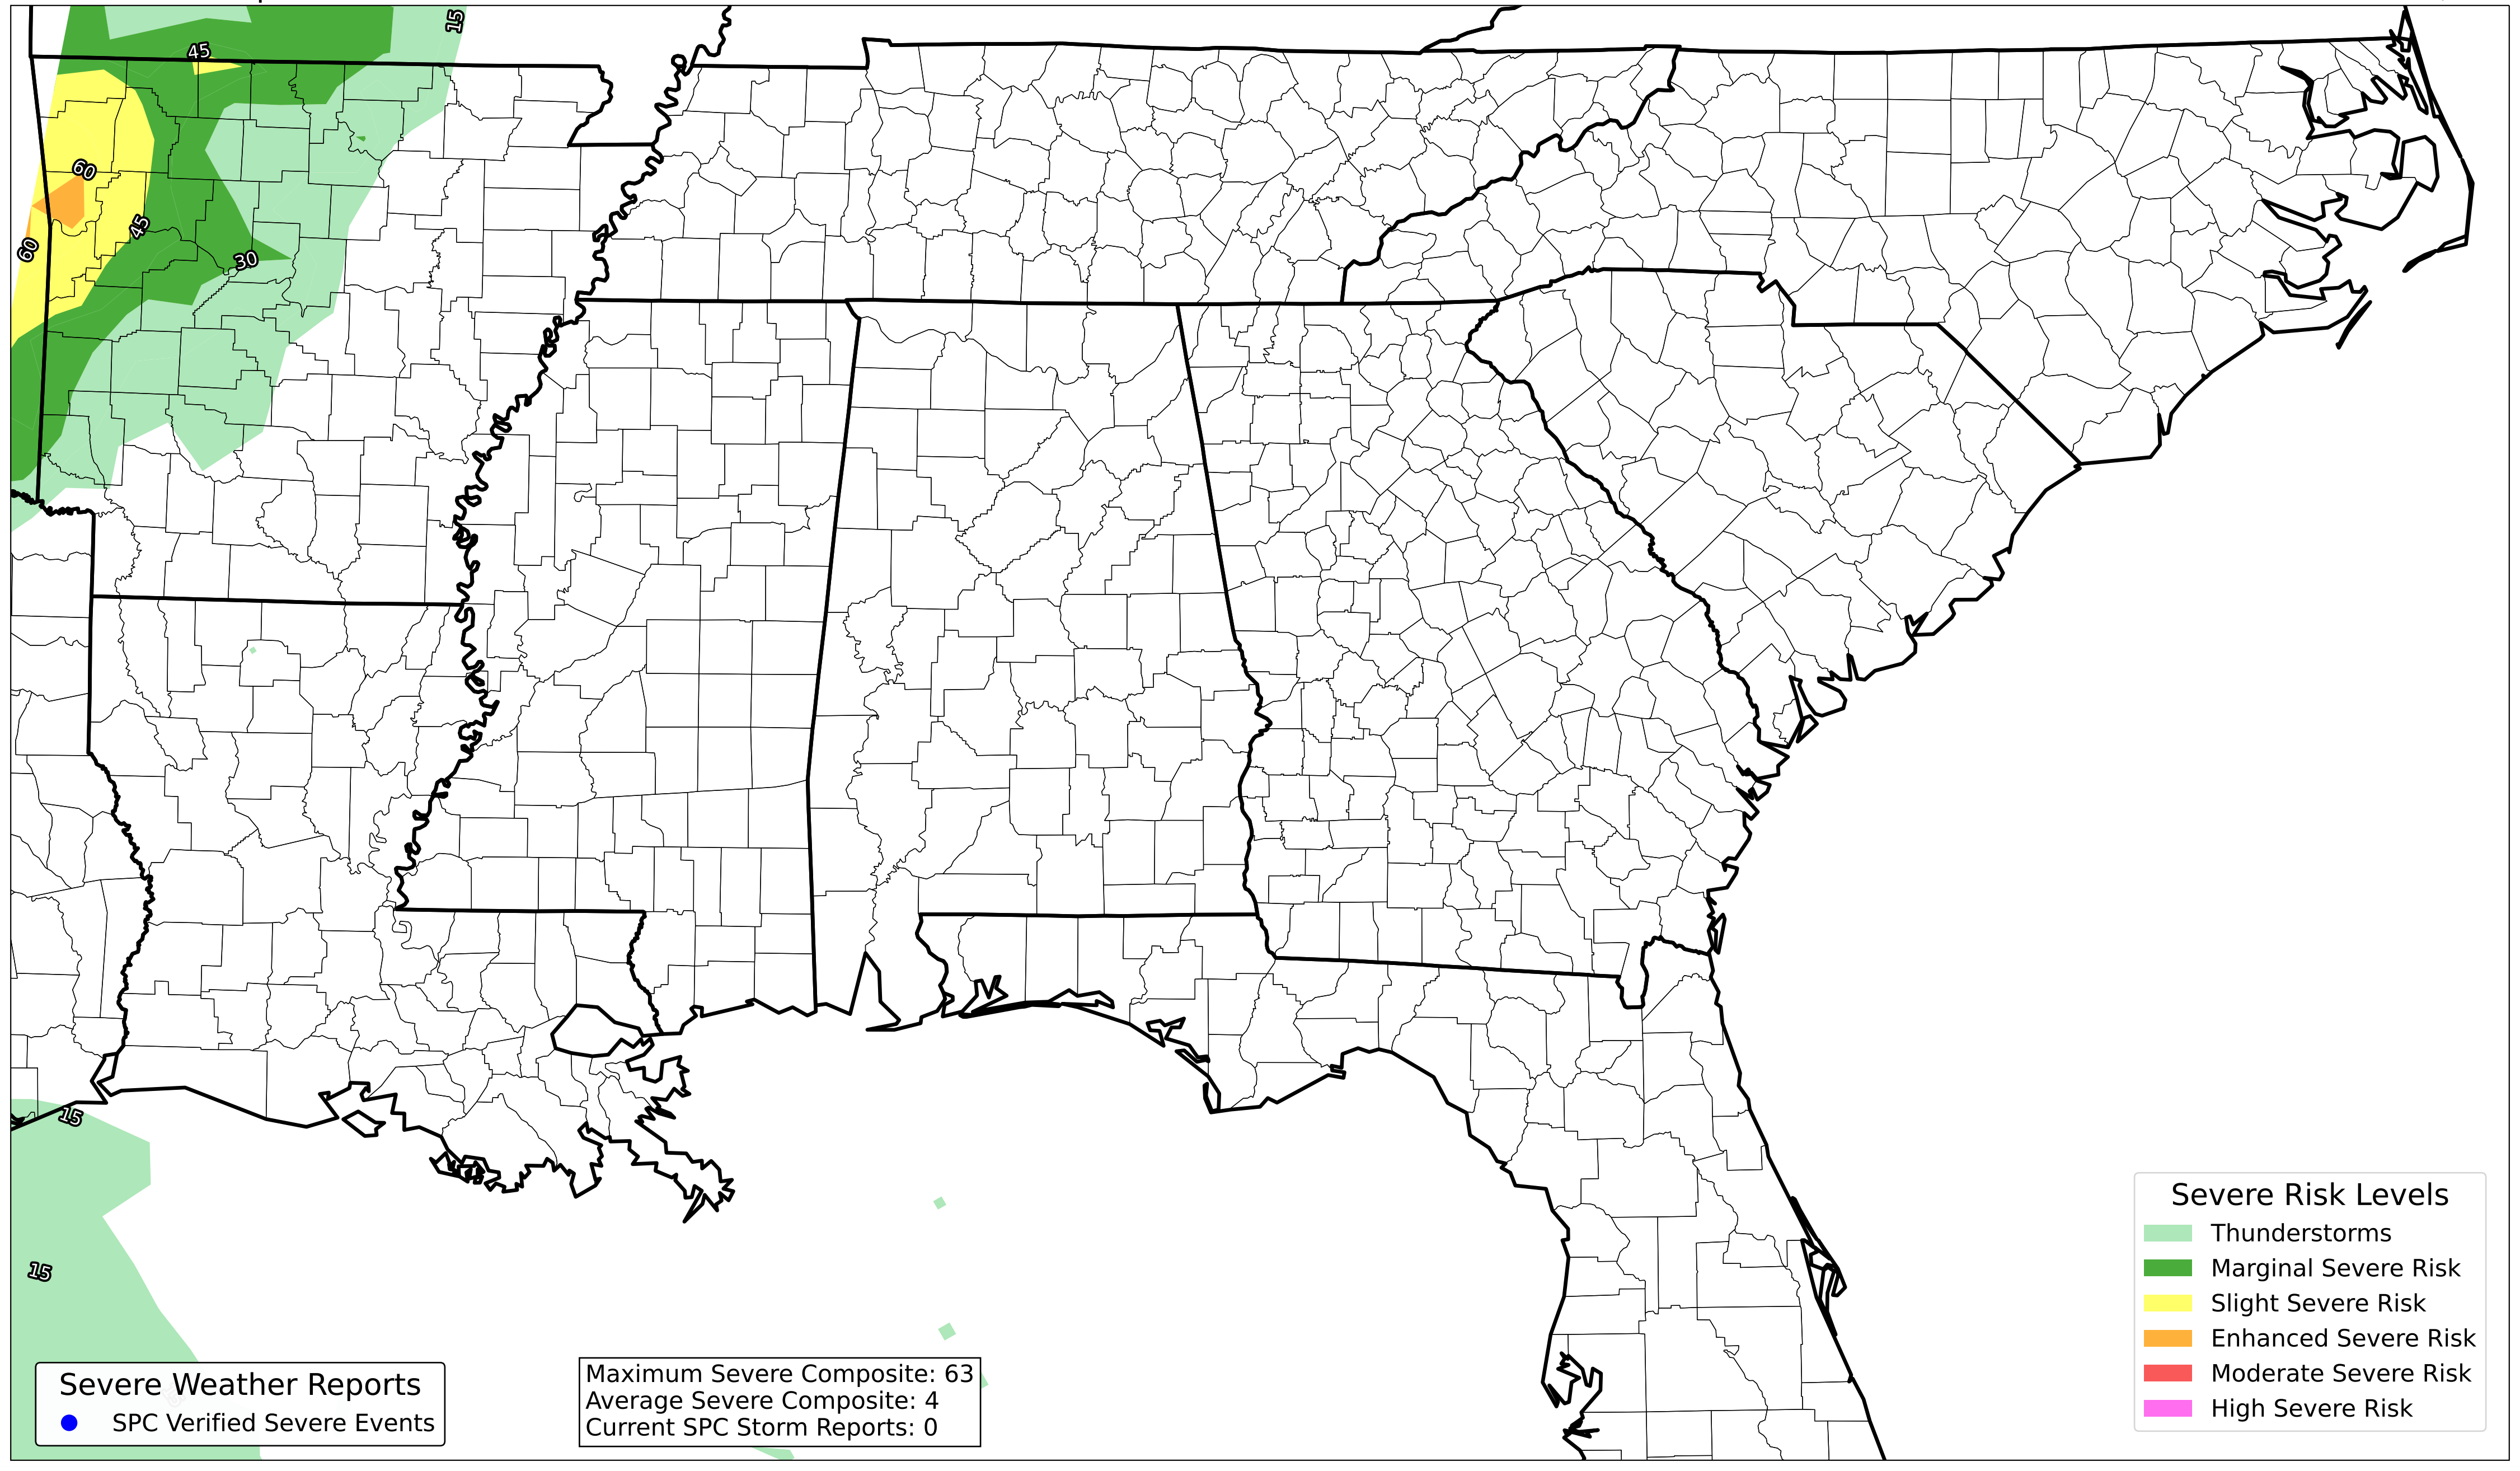 15
45
60
45
60
30
15
15
Severe Risk Levels
Thunderstorms
Marginal Severe Risk
Slight Severe Risk
Enhanced Severe Risk
Moderate Severe Risk
High Severe Risk
Severe Weather Reports
SPC Verified Severe Events
Maximum Severe Composite: 63
Average Severe Composite: 4
Current SPC Storm Reports: 0